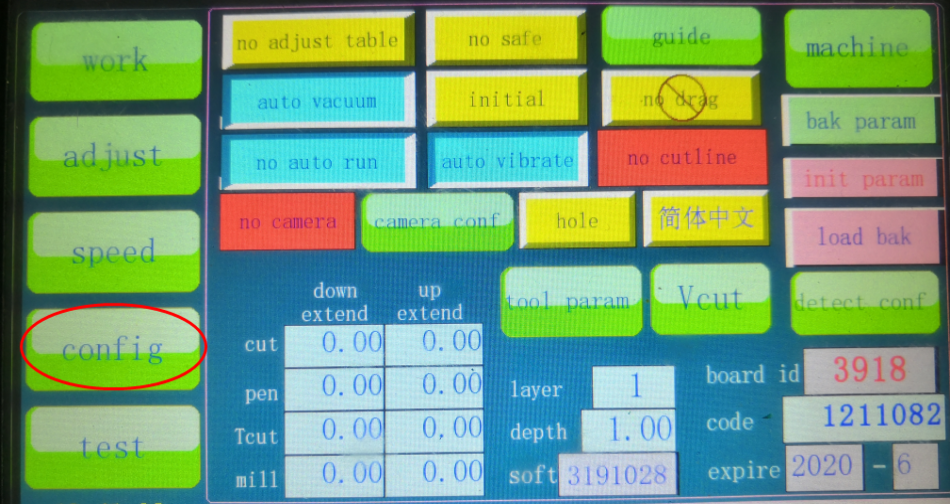 work
adjust
speed
config
test
no adjust table
no safe
guide
machine
auto vacuum
initial
no drag
bak param
no auto run
auto vibrate
no cutline
init param
no camera
camera conf
hole
简体中文
load bak
tool param
Vcut
detect conf
down extend
up extend
cut 0.00 0.00
pen 0.00 0.00
Tcut 0.00 0.00
mill 0.00 0.00
layer 1
depth 1.00
soft 3191028
board id 3918
code 1211082
expire 2020 - 6